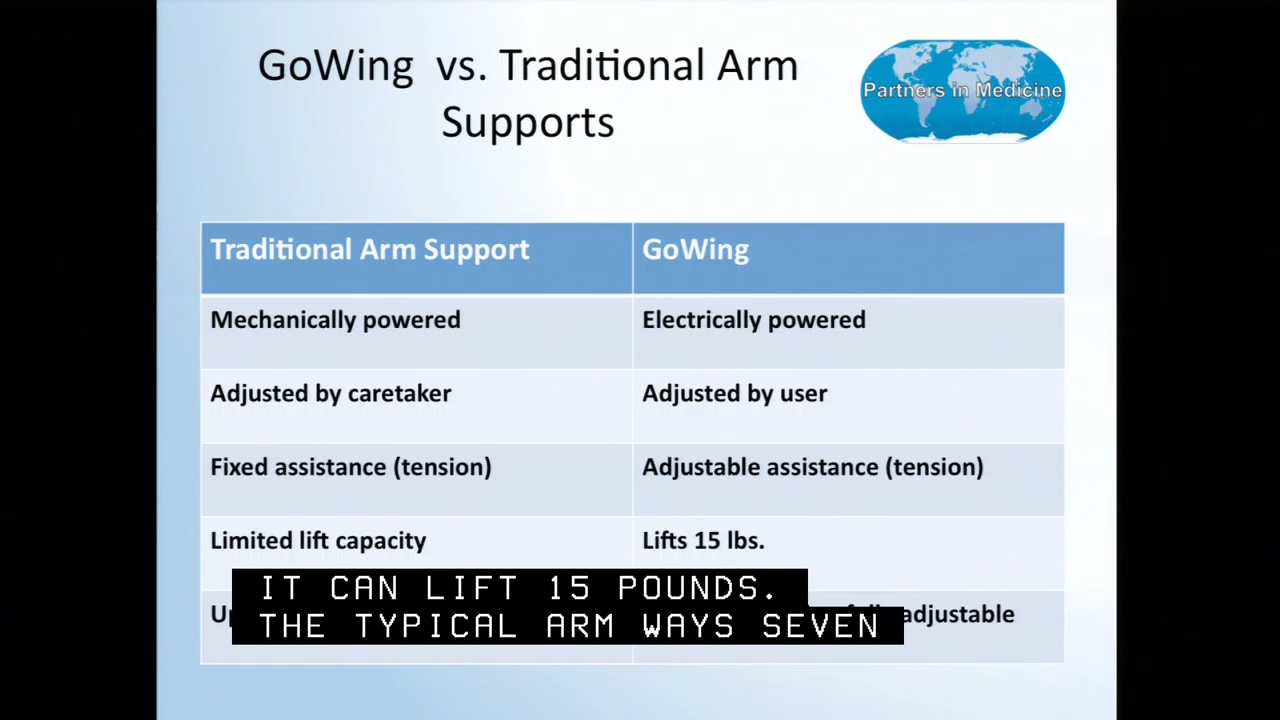 GoWing vs. Traditional Arm
Supports
Partners in Medicine
Traditional Arm Support
GoWing
Mechanically powered
Electrically powered
Adjusted by caretaker
Adjusted by user
Fixed assistance (tension)
Adjustable assistance (tension)
Limited lift capacity
Lifts 15 lbs.
adjustable
IT CAN LIFT 15 POUNDS.
THE TYPICAL ARM WAYS SEVEN